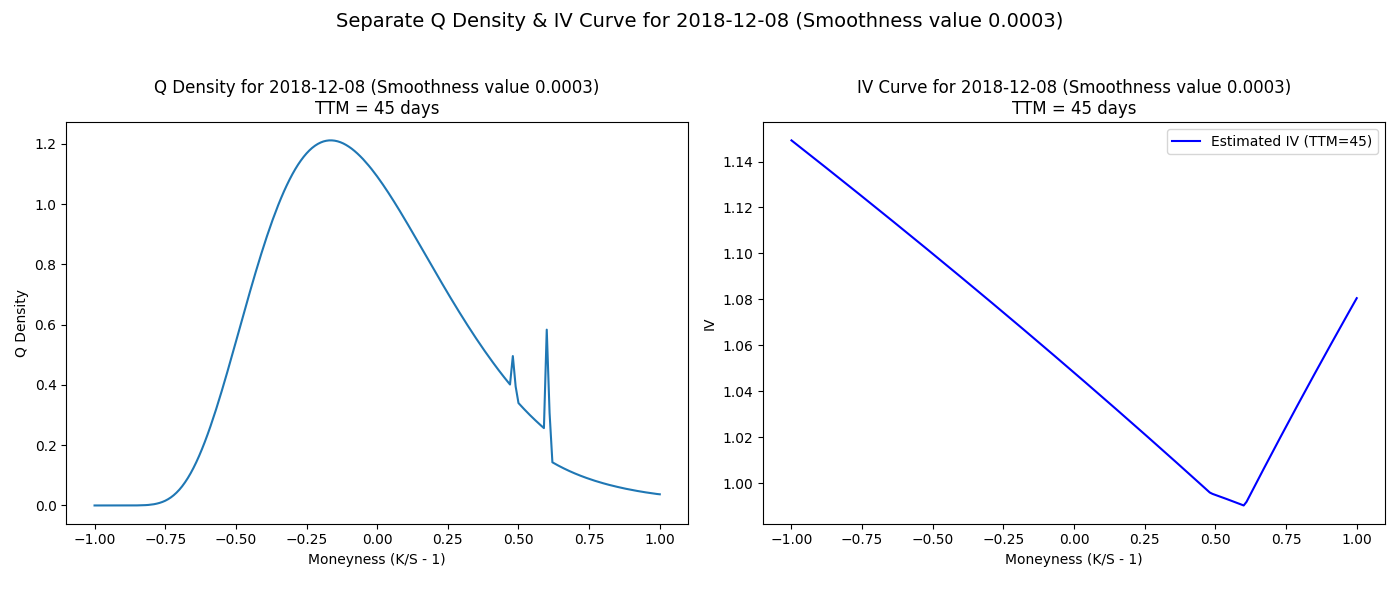 Separate Q Density & IV Curve for 2018-12-08 (Smoothness value 0.0003)
Q Density for 2018-12-08 (Smoothness value 0.0003)
TTM = 45 days
Q Density
1.2
1.0
0.8
0.6
0.4
0.2
0.0
−1.00 −0.75 −0.50 −0.25 0.00 0.25 0.50 0.75 1.00
Moneyness (K/S - 1)
IV Curve for 2018-12-08 (Smoothness value 0.0003)
TTM = 45 days
Estimated IV (TTM=45)
IV
1.14
1.12
1.10
1.08
1.06
1.04
1.02
1.00
−1.00 −0.75 −0.50 −0.25 0.00 0.25 0.50 0.75 1.00
Moneyness (K/S - 1)